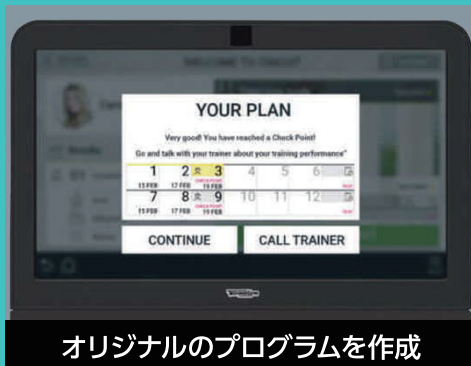 WELCOME TO CIRCUIT
YOUR PLAN
Very good! You have reached a Check Point!
Go and talk with your trainer about your training performance"
1 2 3 4 5 6
CHECK POINT
15 FEB 17 FEB 19 FEB
7 8 9 10 11 12
CHECK POINT
15 FEB 17 FEB 19 FEB
CONTINUE CALL TRAINER
オリジナルのプログラムを作成